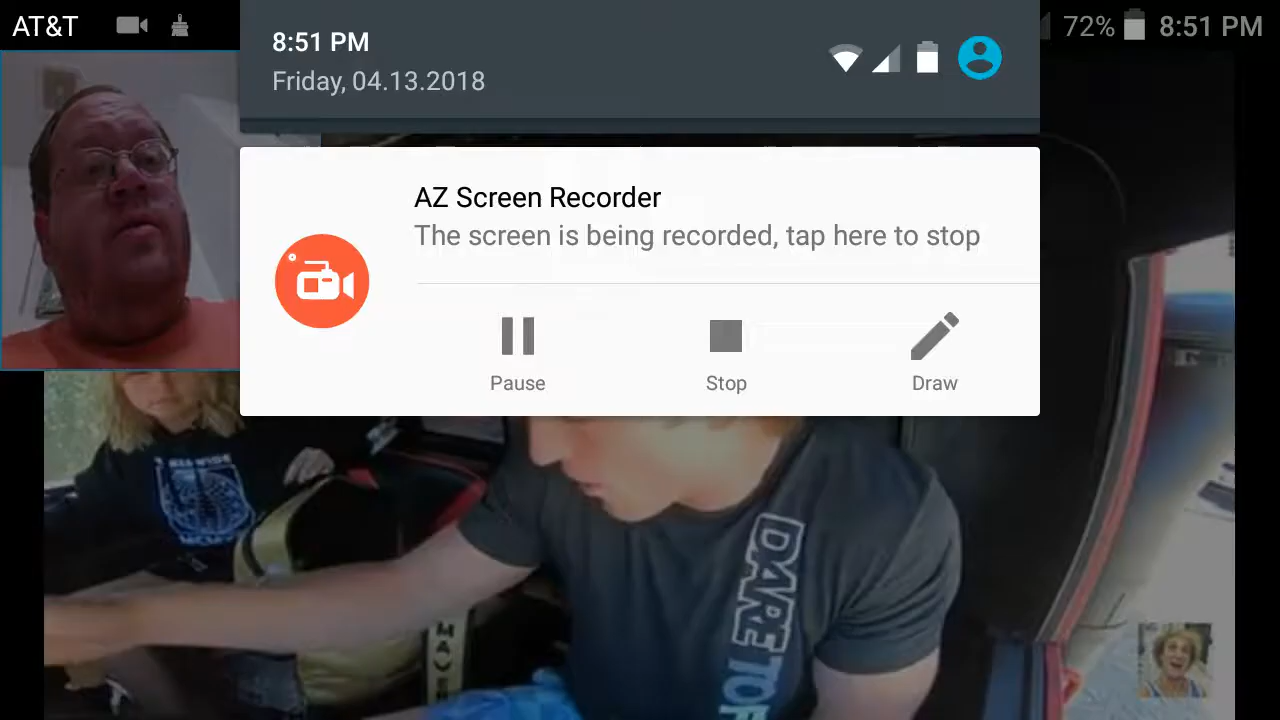 AT&T
72%
8:51 PM
8:51 PM
Friday, 04.13.2018
AZ Screen Recorder
The screen is being recorded, tap here to stop
Pause
Stop
Draw
DARE TO